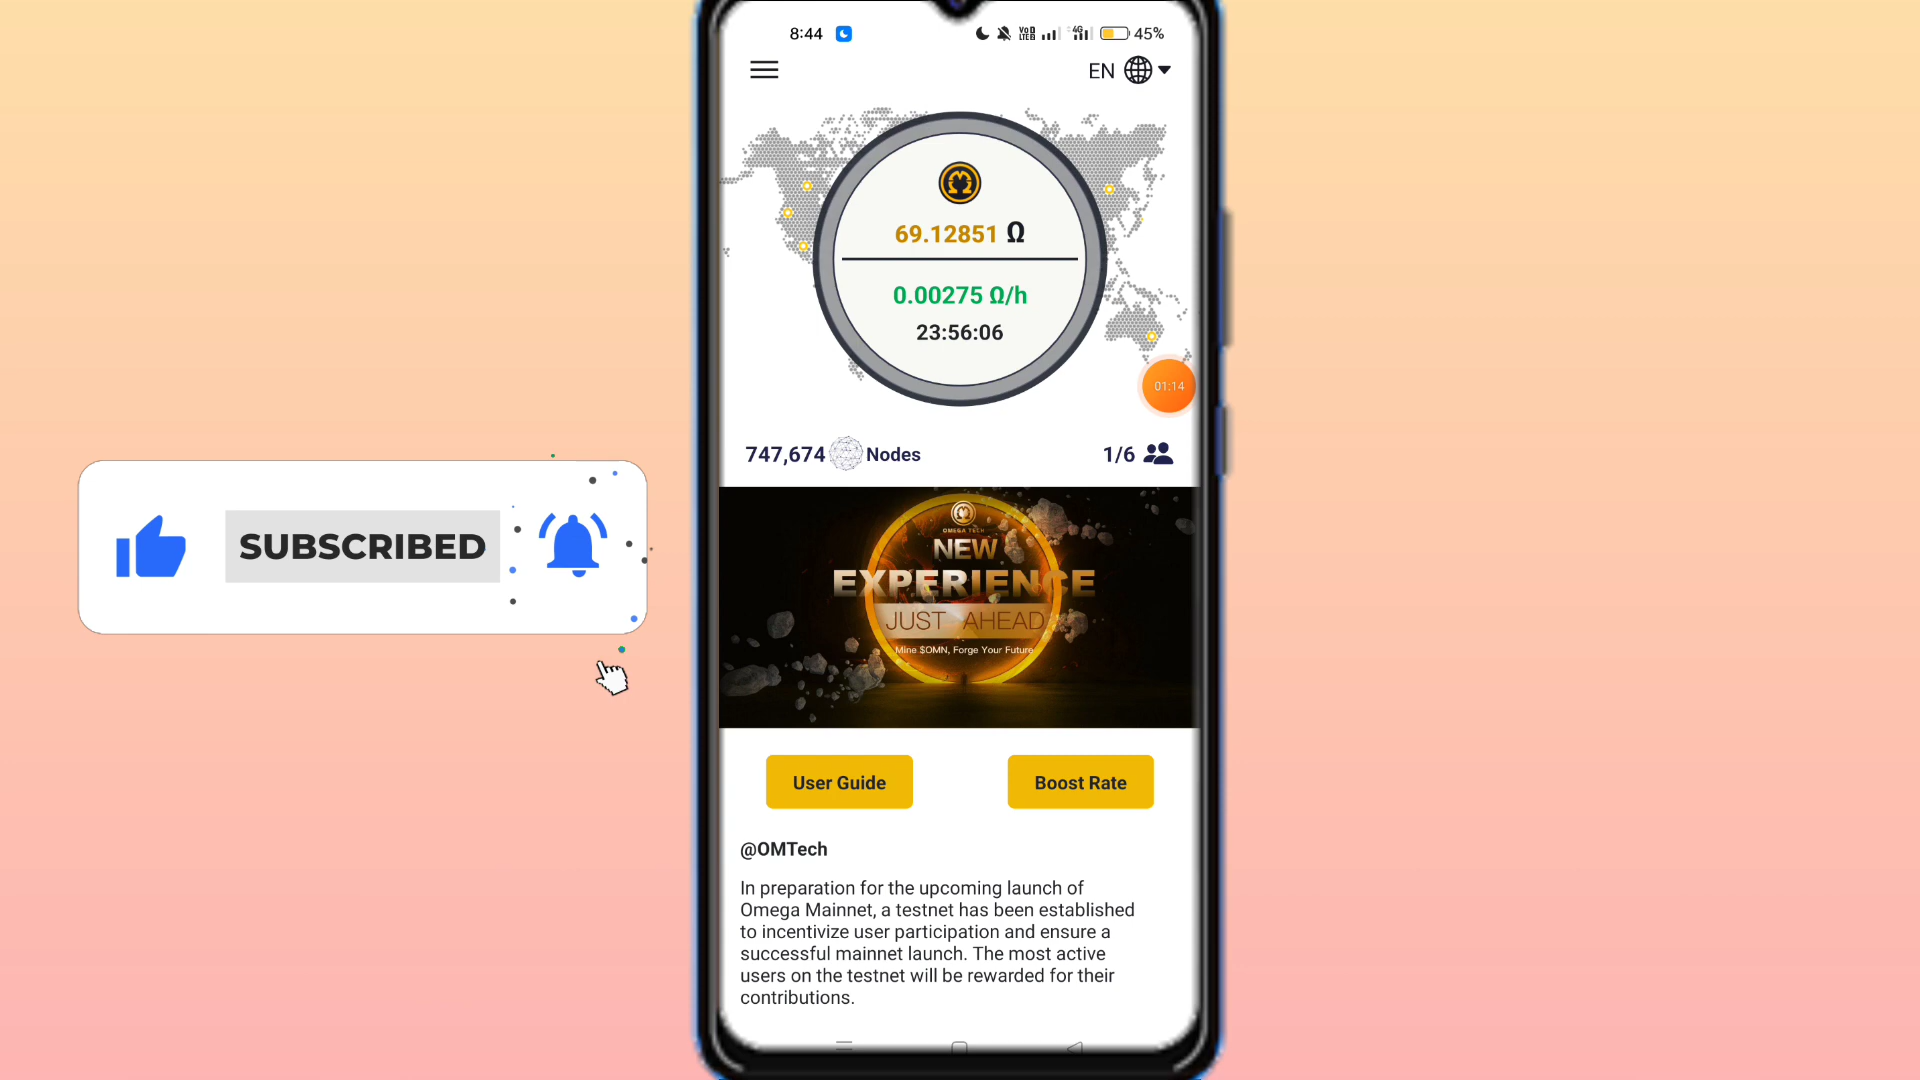 8:44
VoD LTED 4G 45%
EN
69.12851 Ω
0.00275 Ω/h
23:56:06
01:14
747,674 Nodes 1/6
SUBSCRIBED
OMEGA TECH
NEW
EXPERIENCE
JUST AHEAD
Mine $OMN, Forge Your Future
User Guide Boost Rate
@OMTech
In preparation for the upcoming launch of
Omega Mainnet, a testnet has been established
to incentivize user participation and ensure a
successful mainnet launch. The most active
users on the testnet will be rewarded for their
contributions.